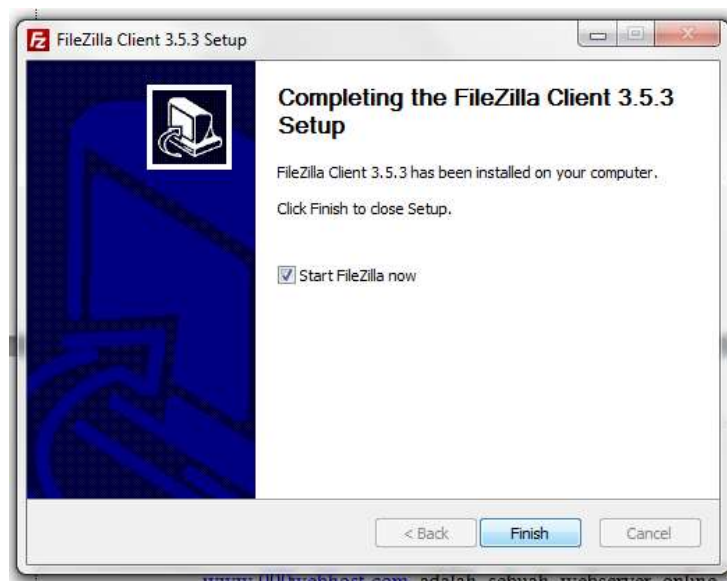 FileZilla Client 3.5.3 Setup
Completing the FileZilla Client 3.5.3
Setup
FileZilla Client 3.5.3 has been installed on your computer.
Click Finish to close Setup.
Start FileZilla now
< Back Finish Cancel
adalah sebuah webserver online